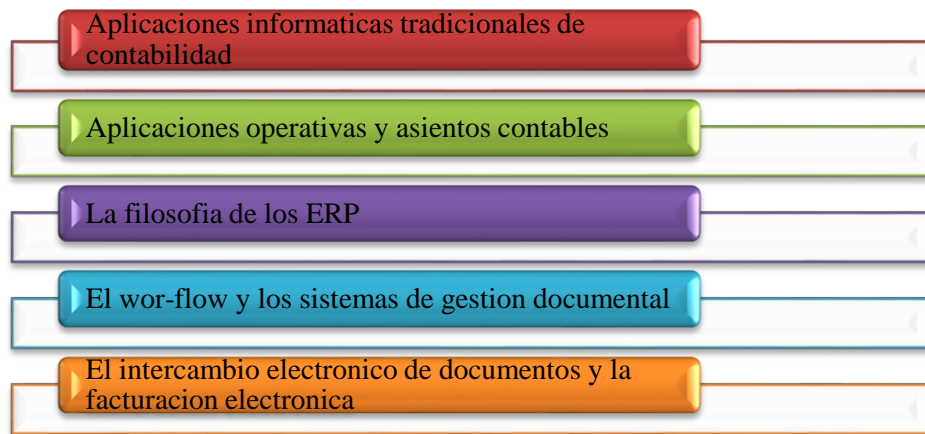 Aplicaciones informaticas tradicionales de
contabilidad
Aplicaciones operativas y asientos contables
La filosofia de los ERP
El wor-flow y los sistemas de gestion documental
El intercambio electronico de documentos y la
facturacion electronica